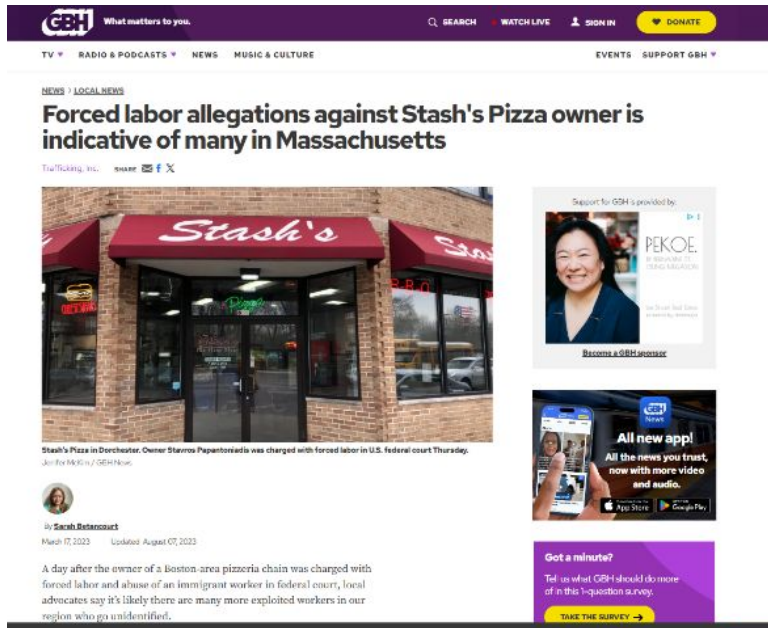 GBH What matters to you.
SEARCH WATCH LIVE SIGN IN DONATE
TV RADIO & PODCASTS NEWS MUSIC & CULTURE EVENTS SUPPORT GBH
NEWS > LOCAL NEWS
Forced labor allegations against Stash's Pizza owner is
indicative of many in Massachusetts
Trafficking, Inc. SHARE
Stash's
Pizza
B-B-Q
Stash's Pizza in Dorchester. Owner Stavros Papantoniadis was charged with forced labor in U.S. federal court Thursday.
/ GBH News
By Sarah Betancourt
March 17, 2023 Updated August 07, 2023
A day after the owner of a Boston-area pizzeria chain was charged with
forced labor and abuse of an immigrant worker in federal court, local
advocates say it's likely there are many more exploited workers in our
region who go unidentified.
Support for GBH is provided by:
PEKOE.
Become a GBH sponsor
GBH
News
All new app!
All the news you trust,
now with more video
and audio.
App Store Google Play
Got a minute?
Tell us what GBH should do more
of in this 1-question survey.
TAKE THE SURVEY →